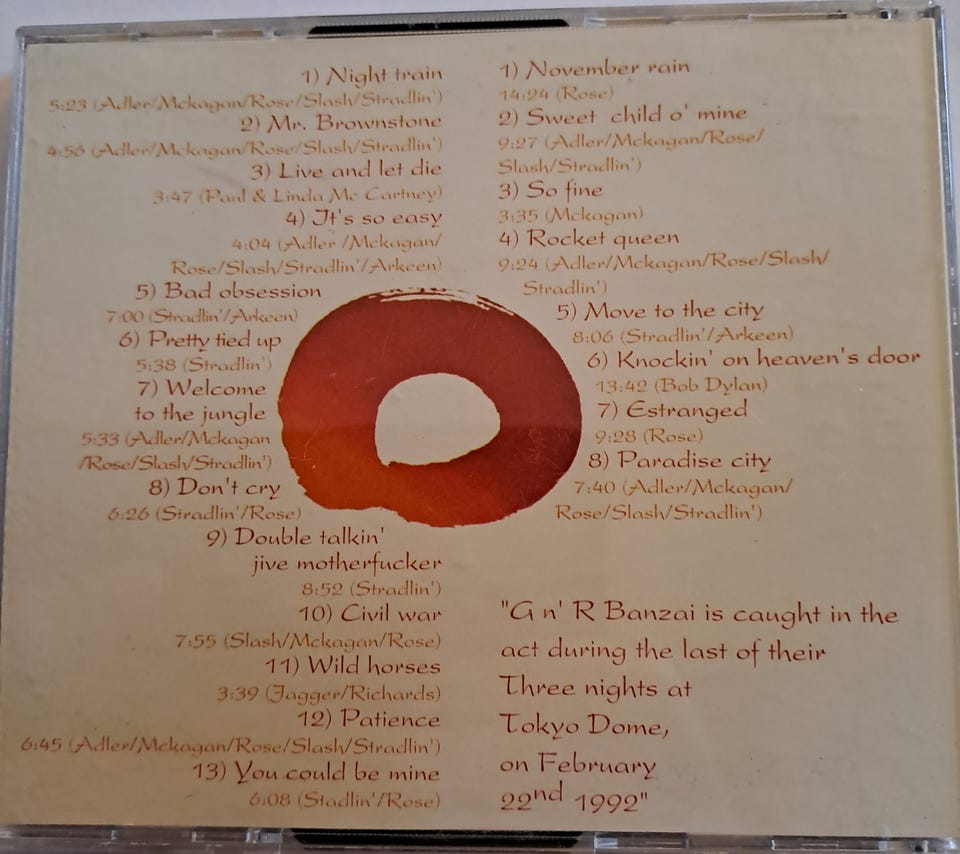 1) Night train
5:23 (Adler/Mckagan/Rose/Slash/Stradlin')
2) Mr. Brownstone
4:56 (Adler/Mckagan/Rose/Slash/Stradlin')
3) Live and let die
3:47 (Paul & Linda Mc Cartney)
4) It's so easy
4:04 (Adler /Mckagan/
Rose/Slash/Stradlin'/Arkeen)
5) Bad obsession
7:00 (Stradlin'/Arkeen)
6) Pretty tied up
5:38 (Stradlin')
7) Welcome
to the jungle
5:33 (Adler/Mckagan
/Rose/Slash/Stradlin')
8) Don't cry
6:26 (Stradlin'/Rose)
9) Double talkin'
jive motherfucker
8:52 (Stradlin')
10) Civil war
7:55 (Slash/Mckagan/Rose)
11) Wild horses
3:39 (Jagger/Richards)
12) Patience
6:45 (Adler/Mckagan/Rose/Slash/Stradlin')
13) You could be mine
6:08 (Stadlin'/Rose)
1) November rain
14:24 (Rose)
2) Sweet child o' mine
9:27 (Adler/Mckagan/Rose/
Slash/Stradlin')
3) So fine
3:35 (Mckagan)
4) Rocket queen
9:24 (Adler/Mckagan/Rose/Slash/
Stradlin')
5) Move to the city
8:06 (Stradlin'/Arkeen)
6) Knockin' on heaven's door
13:42 (Bob Dylan)
7) Estranged
9:28 (Rose)
8) Paradise city
7:40 (Adler/Mckagan/
Rose/Slash/Stradlin')
"G n' R Banzai is caught in the
act during the last of their
Three nights at
Tokyo Dome,
on February
22nd 1992"